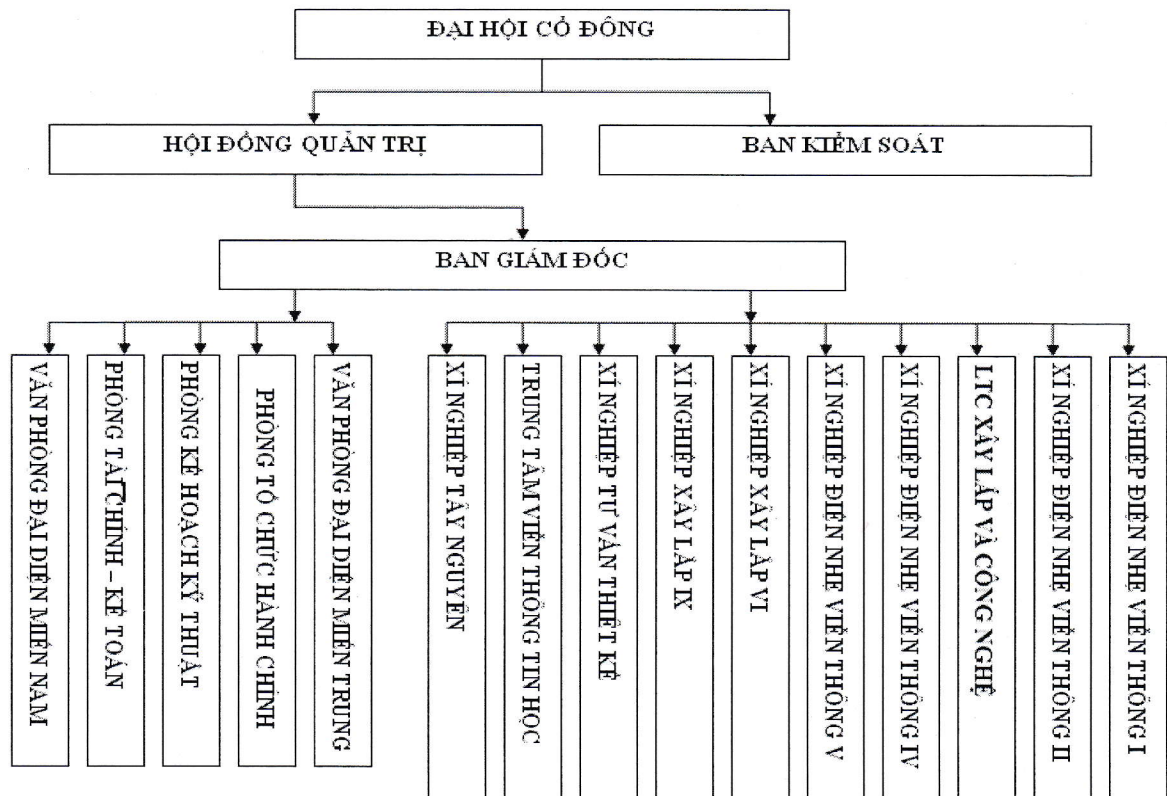 ĐẠI HỘI CỔ ĐÔNG
HỘI ĐỒNG QUẢN TRỊ
BAN KIỂM SOÁT
BAN GIÁM ĐỐC
VĂN PHÒNG ĐẠI DIỆN MIỀN NAM
PHÒNG TÀI CHÍNH – KẾ TOÁN
PHÒNG KẾ HOẠCH KỸ THUẬT
PHÒNG TỔ CHỨC HÀNH CHÍNH
VĂN PHÒNG ĐẠI DIỆN MIỀN TRUNG
XÍ NGHIỆP TÂY NGUYÊN
TRUNG TÂM VIỄN THÔNG TIN HỌC
XÍ NGHIỆP TƯ VẤN THIẾT KẾ
XÍ NGHIỆP XÂY LẮP IX
XÍ NGHIỆP XÂY LẮP VI
XÍ NGHIỆP ĐIỆN NHẸ VIỄN THÔNG V
XÍ NGHIỆP ĐIỆN NHẸ VIỄN THÔNG IV
LTC XÂY LẮP VÀ CÔNG NGHỆ
XÍ NGHIỆP ĐIỆN NHẸ VIỄN THÔNG II
XÍ NGHIỆP ĐIỆN NHẸ VIỄN THÔNG I